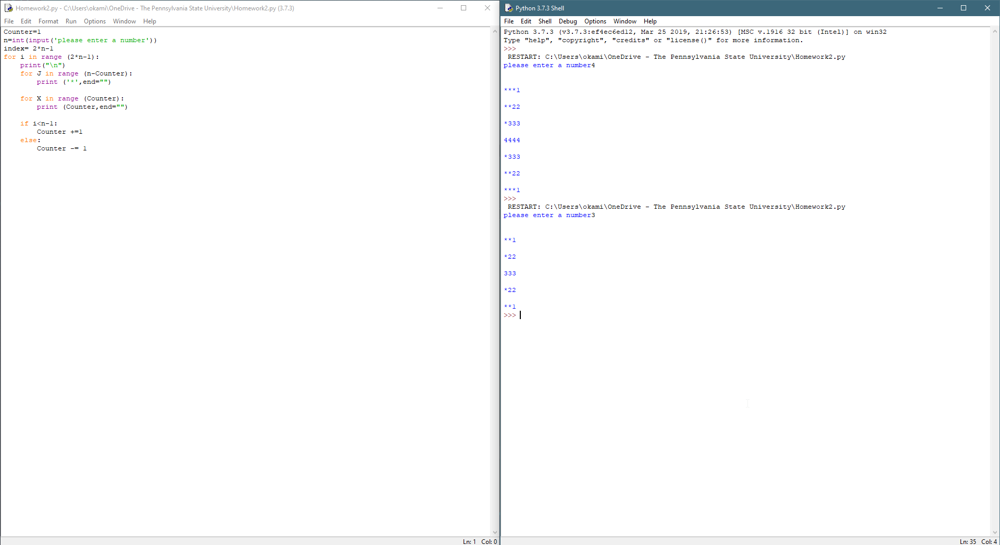 Homework2.py - C:\Users\okami\OneDrive - The Pennsylvania State University\Homework2.py (3.7.3)
File Edit Format Run Options Window Help
Counter=1
n=int(input('please enter a number'))
index= 2*n-1
for i in range (2*n-1):
    print("\n")
    for J in range (n-Counter):
        print ('*',end="")

    for X in range (Counter):
        print (Counter,end="")

    if i<n-1:
        Counter +=1
    else:
        Counter -= 1
Ln: 1 Col: 0
Python 3.7.3 Shell
File Edit Shell Debug Options Window Help
Python 3.7.3 (v3.7.3:ef4ec6ed12, Mar 25 2019, 21:26:53) [MSC v.1916 32 bit (Intel)] on win32
Type "help", "copyright", "credits" or "license()" for more information.
>>>
 RESTART: C:\Users\okami\OneDrive - The Pennsylvania State University\Homework2.py
please enter a number4


***1

**22

*333

4444

*333

**22

***1
>>>
 RESTART: C:\Users\okami\OneDrive - The Pennsylvania State University\Homework2.py
please enter a number3


**1

*22

333

*22

**1
>>>
Ln: 35 Col: 4